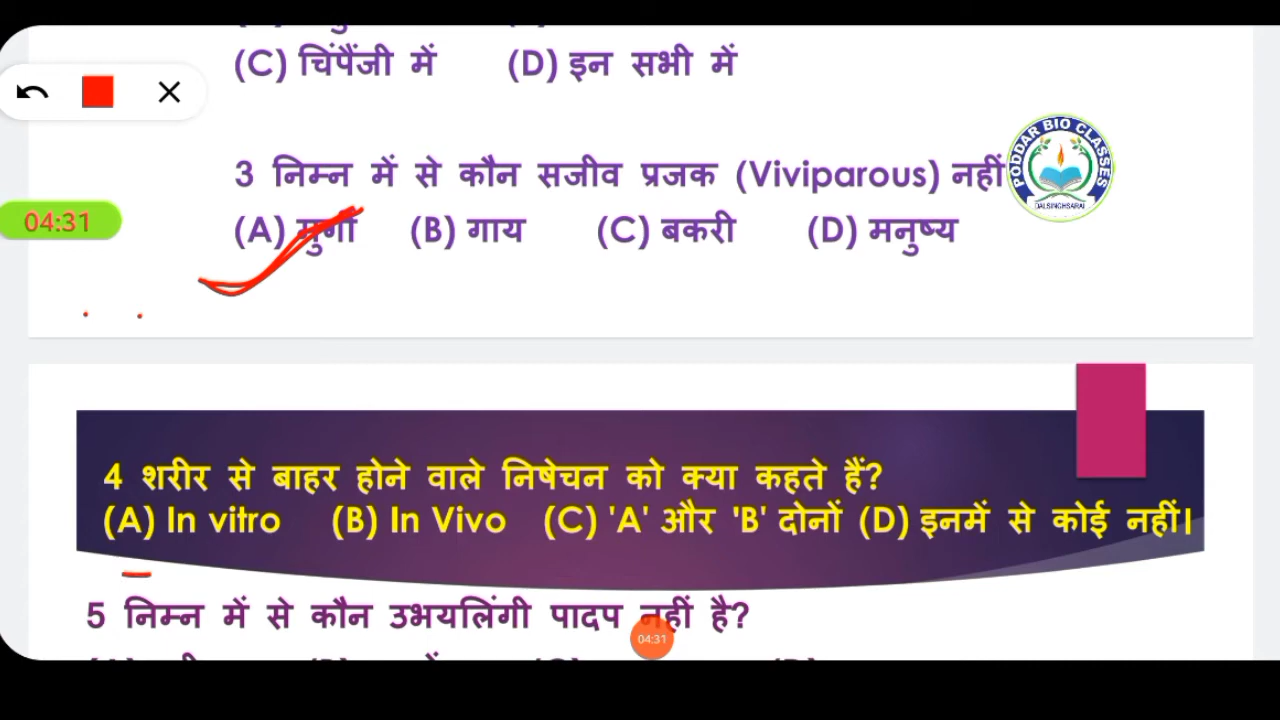 (C) चिंपैंजी में (D) इन सभी में
PODDAR BIO CLASSES
DALSINGHSARAI
3 निम्न में से कौन सजीव प्रजक (Viviparous) नहीं
04:31
(A) मुर्गा (B) गाय (C) बकरी (D) मनुष्य
4 शरीर से बाहर होने वाले निषेचन को क्या कहते हैं?
(A) In vitro (B) In Vivo (C) 'A' और 'B' दोनों (D) इनमें से कोई नहीं।
5 निम्न में से कौन उभयलिंगी पादप नहीं है?
04:31